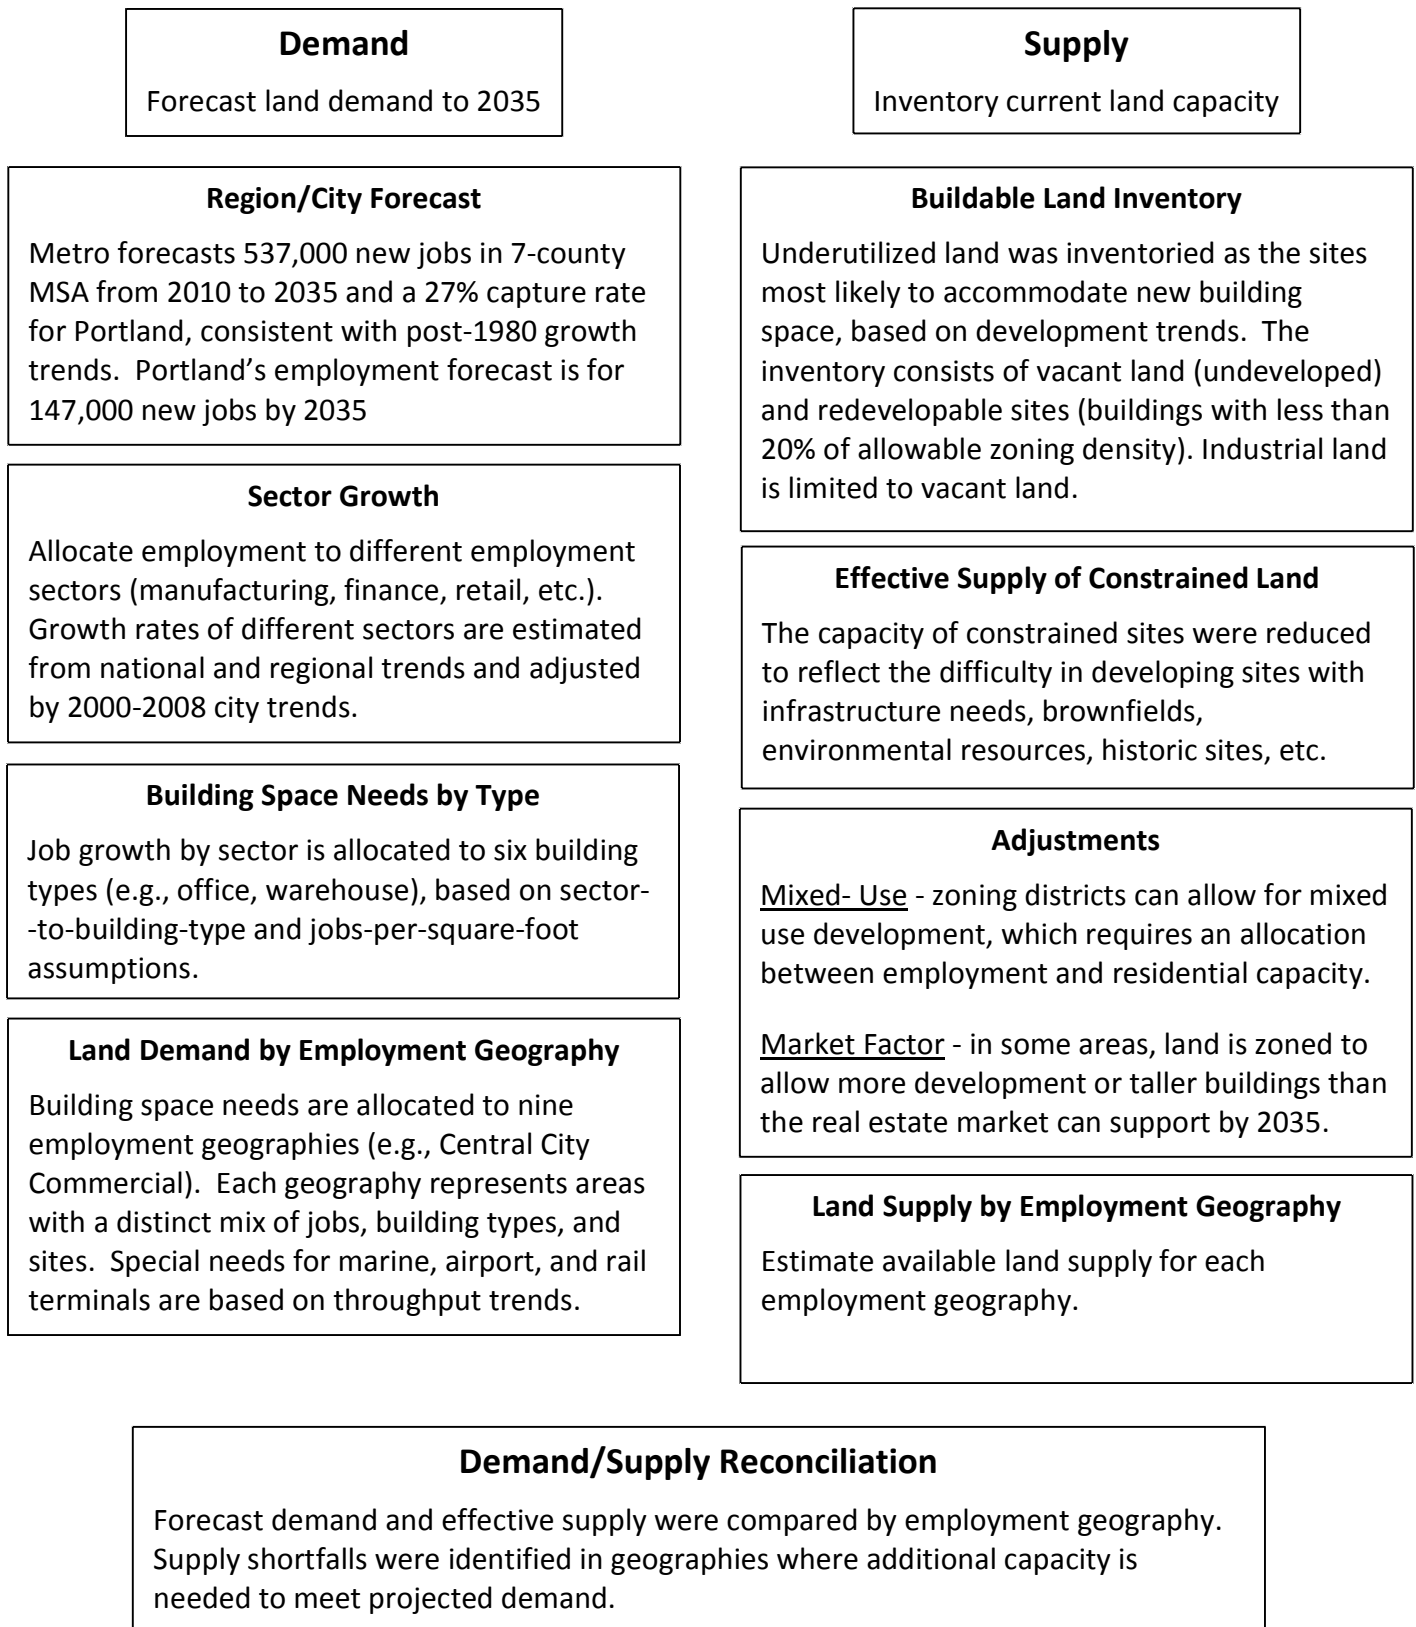 Demand
Forecast land demand to 2035
Supply
Inventory current land capacity
Region/City Forecast
Metro forecasts 537,000 new jobs in 7-county
MSA from 2010 to 2035 and a 27% capture rate
for Portland, consistent with post-1980 growth
trends.  Portland’s employment forecast is for
147,000 new jobs by 2035
Sector Growth
Allocate employment to different employment
sectors (manufacturing, finance, retail, etc.).
Growth rates of different sectors are estimated
from national and regional trends and adjusted
by 2000-2008 city trends.
Building Space Needs by Type
Job growth by sector is allocated to six building
types (e.g., office, warehouse), based on sector-
-to-building-type and jobs-per-square-foot
assumptions.
Land Demand by Employment Geography
Building space needs are allocated to nine
employment geographies (e.g., Central City
Commercial).  Each geography represents areas
with a distinct mix of jobs, building types, and
sites.  Special needs for marine, airport, and rail
terminals are based on throughput trends.
Buildable Land Inventory
Underutilized land was inventoried as the sites
most likely to accommodate new building
space, based on development trends.  The
inventory consists of vacant land (undeveloped)
and redevelopable sites (buildings with less than
20% of allowable zoning density). Industrial land
is limited to vacant land.
Effective Supply of Constrained Land
The capacity of constrained sites were reduced
to reflect the difficulty in developing sites with
infrastructure needs, brownfields,
environmental resources, historic sites, etc.
Adjustments
Mixed- Use - zoning districts can allow for mixed
use development, which requires an allocation
between employment and residential capacity.
Market Factor - in some areas, land is zoned to
allow more development or taller buildings than
the real estate market can support by 2035.
Land Supply by Employment Geography
Estimate available land supply for each
employment geography.
Demand/Supply Reconciliation
Forecast demand and effective supply were compared by employment geography.
Supply shortfalls were identified in geographies where additional capacity is
needed to meet projected demand.